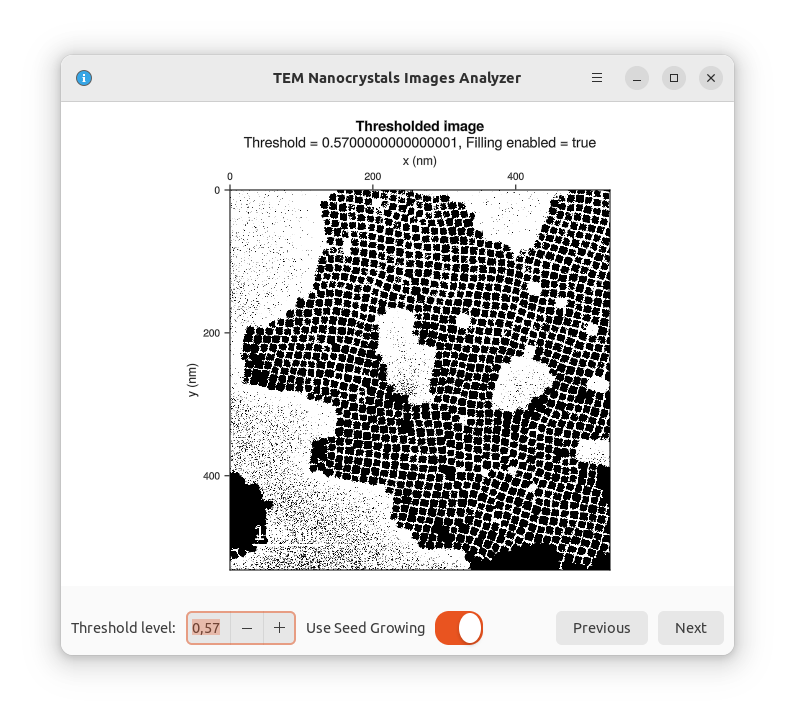 TEM Nanocrystals Images Analyzer
Thresholded image
Threshold = 0.5700000000000001, Filling enabled = true
x (nm)
0 200 400
0
200
y (nm)
400
1
Threshold level: 0,57 − + Use Seed Growing Previous Next